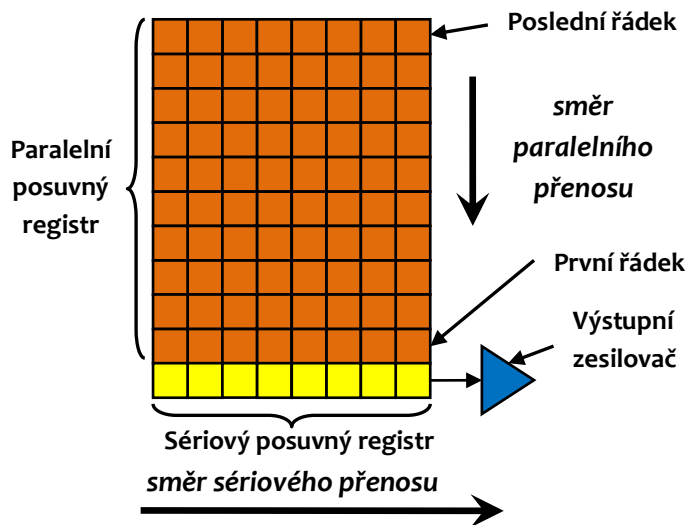 Poslední řádek
směr
paralelního
přenosu
Paralelní
posuvný
registr
První řádek
Výstupní
zesilovač
Sériový posuvný registr
směr sériového přenosu